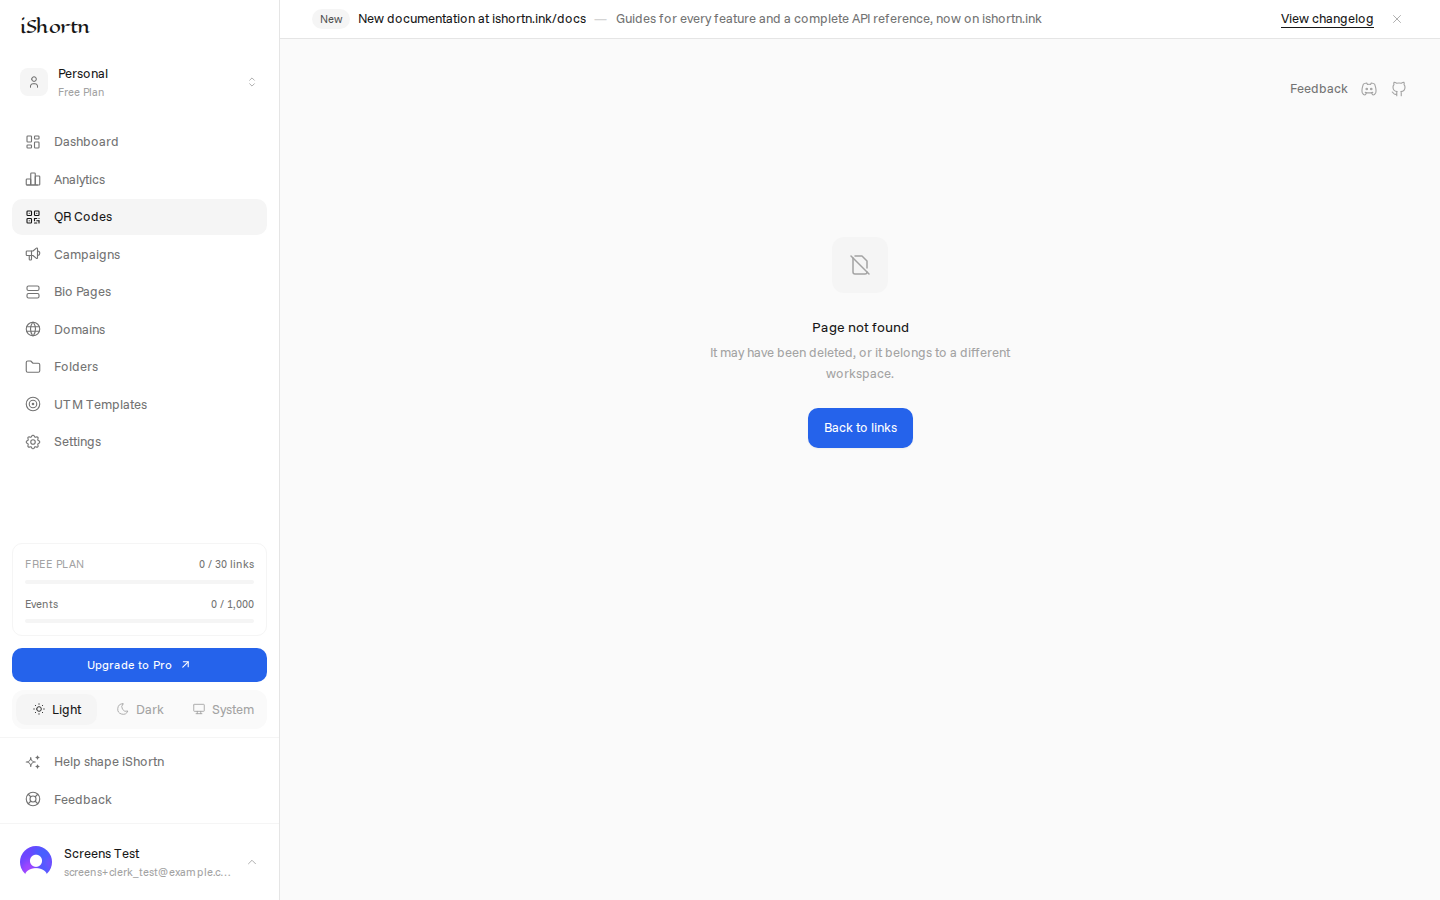 iShortn
Personal
Free Plan
Dashboard
Analytics
QR Codes
Campaigns
Bio Pages
Domains
Folders
UTM Templates
Settings
FREE PLAN 0 / 30 links
Events 0 / 1,000
Upgrade to Pro
Light Dark System
Help shape iShortn
Feedback
Screens Test
screens+clerk_test@example.c...
New New documentation at ishortn.ink/docs — Guides for every feature and a complete API reference, now on ishortn.ink View changelog
Feedback
Page not found
It may have been deleted, or it belongs to a different
workspace.
Back to links